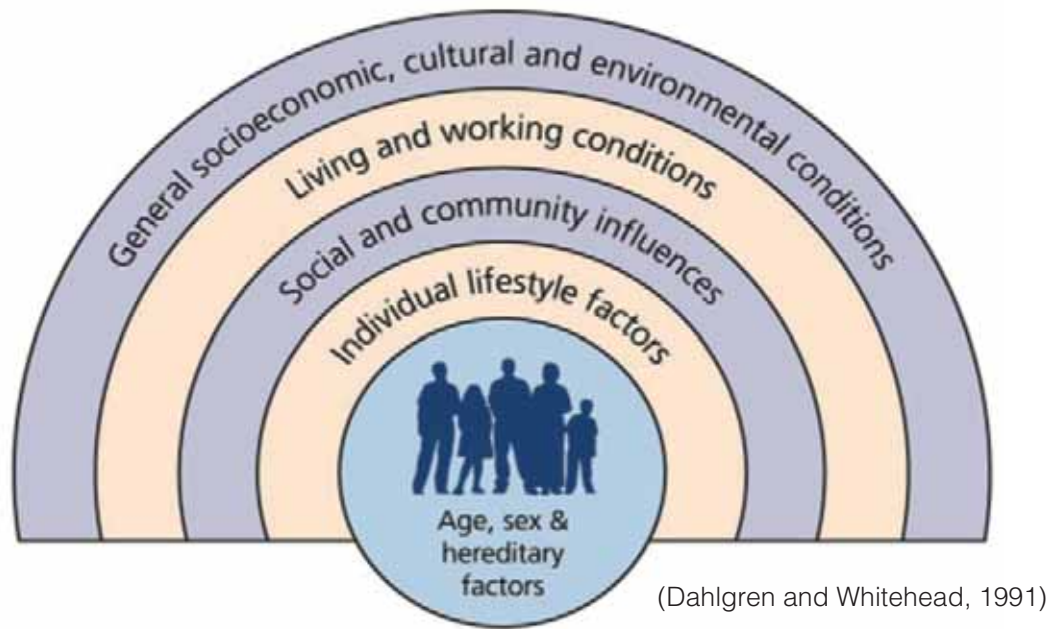 General socioeconomic, cultural and environmental conditions
Living and working conditions
Social and community influences
Individual lifestyle factors
Age, sex &
hereditary
factors
(Dahlgren and Whitehead, 1991)